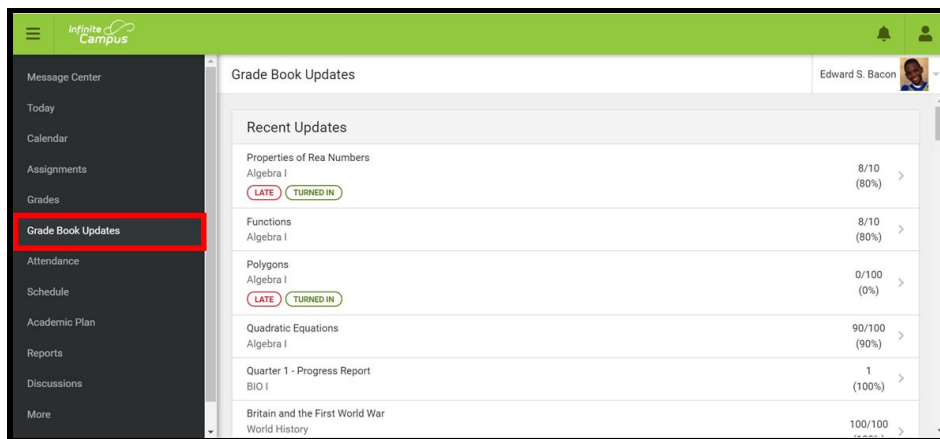 Infinite
Campus
Message Center
Today
Calendar
Assignments
Grades
Grade Book Updates
Attendance
Schedule
Academic Plan
Reports
Discussions
More
Grade Book Updates
Edward S. Bacon
Recent Updates
Properties of Rea Numbers
Algebra I
LATE TURNED IN
8/10
(80%)
Functions
Algebra I
8/10
(80%)
Polygons
Algebra I
LATE TURNED IN
0/100
(0%)
Quadratic Equations
Algebra I
90/100
(90%)
Quarter 1 - Progress Report
BIO I
1
(100%)
Britain and the First World War
World History
100/100